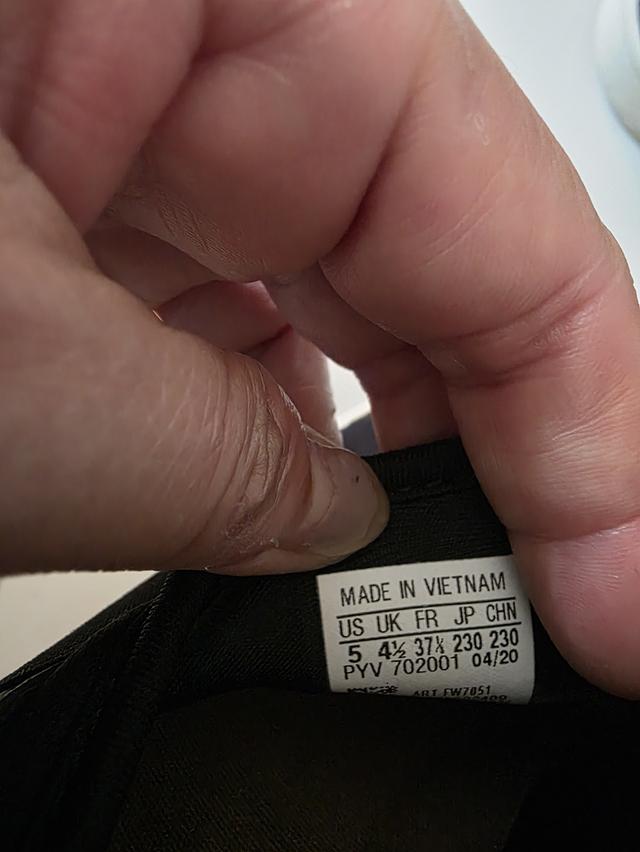 MADE IN VIETNAM
US UK FR JP CHN
5 4½ 37⅓ 230 230
PYV 702001 04/20
ART FW7051